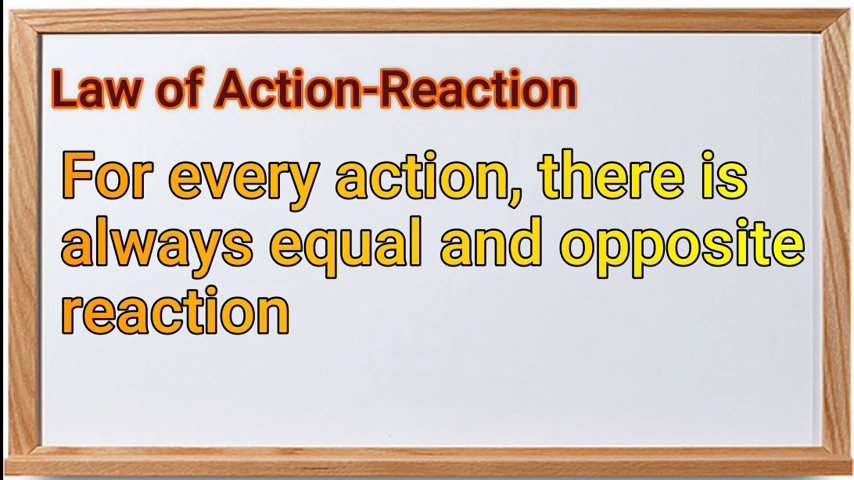 Law of Action-Reaction
For every action, there is
always equal and opposite
reaction